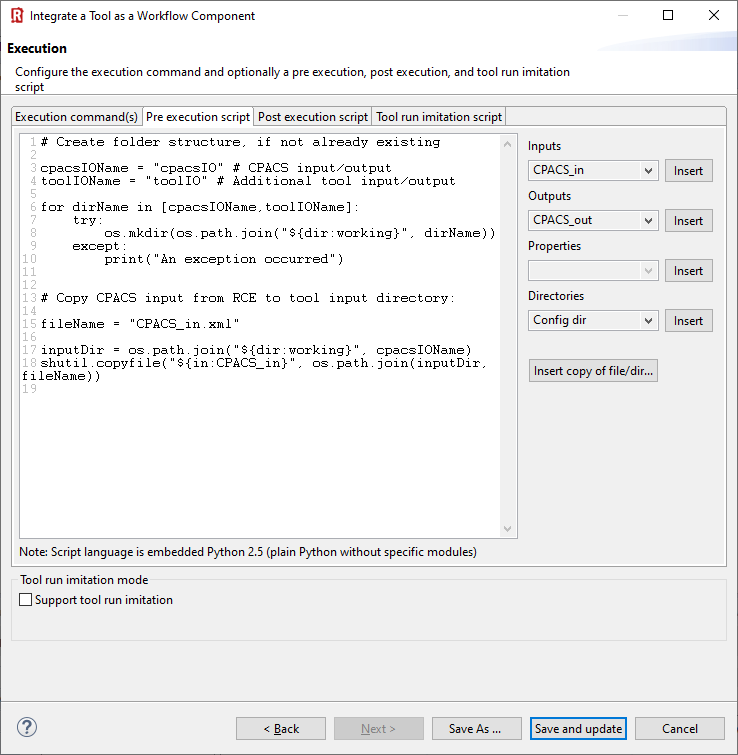 Integrate a Tool as a Workflow Component
Execution
Configure the execution command and optionally a pre execution, post execution, and tool run imitation
script
Execution command(s) Pre execution script Post execution script Tool run imitation script
1 # Create folder structure, if not already existing
2
3 cpacsIOName = "cpacsIO" # CPACS input/output
4 toolIOName = "toolIO" # Additional tool input/output
5
6 for dirName in [cpacsIOName,toolIOName]:
7     try:
8         os.mkdir(os.path.join("${dir:working}", dirName))
9     except:
10         print("An exception occurred")
11
12
13 # Copy CPACS input from RCE to tool input directory:
14
15 fileName = "CPACS_in.xml"
16
17 inputDir = os.path.join("${dir:working}", cpacsIOName)
18 shutil.copyfile("${in:CPACS_in}", os.path.join(inputDir,
fileName))
19
Inputs
CPACS_in Insert
Outputs
CPACS_out Insert
Properties
Insert
Directories
Config dir Insert
Insert copy of file/dir...
Note: Script language is embedded Python 2.5 (plain Python without specific modules)
Tool run imitation mode
Support tool run imitation
? < Back Next > Save As ... Save and update Cancel